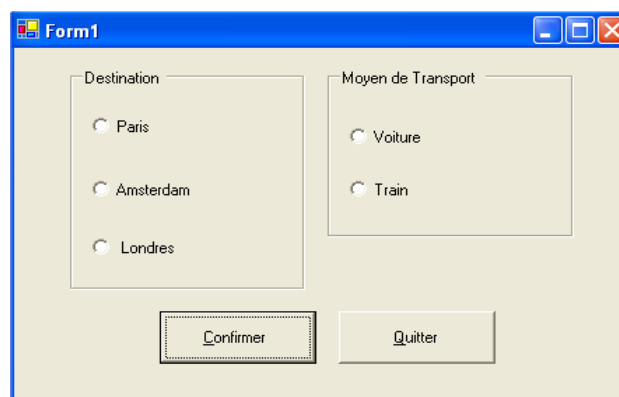 Form1
Destination
Paris
Amsterdam
Londres
Moyen de Transport
Voiture
Train
Confirmer
Quitter